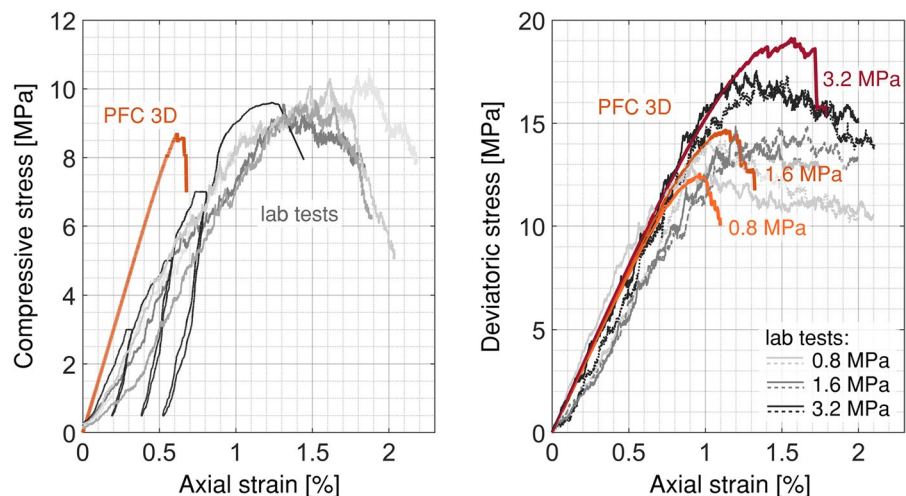 12
10
8
6
4
2
0
0
0.5
1
1.5
2
Compressive stress [MPa]
Axial strain [%]
PFC 3D
lab tests
20
15
10
5
0
0
0.5
1
1.5
2
Deviatoric stress [MPa]
Axial strain [%]
PFC 3D
3.2 MPa
1.6 MPa
0.8 MPa
lab tests:
0.8 MPa
1.6 MPa
3.2 MPa